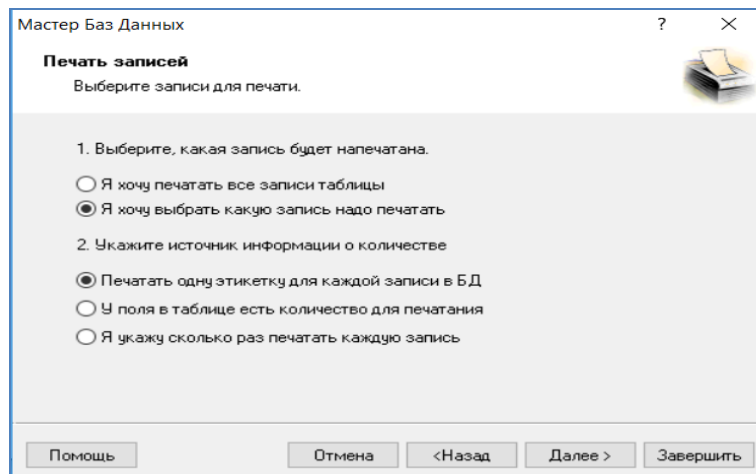 Мастер Баз Данных
Печать записей
Выберите записи для печати.
1. Выберите, какая запись будет напечатана.
Я хочу печатать все записи таблицы
Я хочу выбрать какую запись надо печатать
2. Укажите источник информации о количестве
Печатать одну этикетку для каждой записи в БД
У поля в таблице есть количество для печатания
Я укажу сколько раз печатать каждую запись
Помощь Отмена <Назад Далее > Завершить